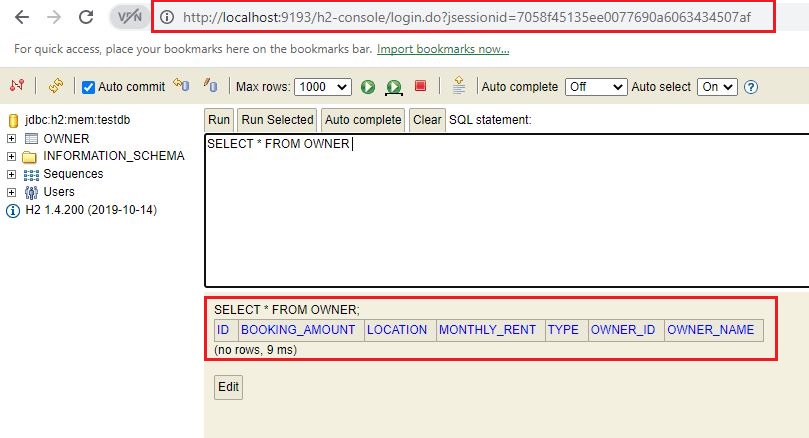 VPN http://localhost:9193/h2-console/login.do?jsessionid=7058f45135ee0077690a6063434507af
For quick access, place your bookmarks here on the bookmarks bar. Import bookmarks now...
Auto commit Max rows: 1000 Auto complete Off Auto select On
jdbc:h2:mem:testdb
OWNER
INFORMATION_SCHEMA
Sequences
Users
H2 1.4.200 (2019-10-14)
Run Run Selected Auto complete Clear SQL statement:
SELECT * FROM OWNER
SELECT * FROM OWNER;
ID BOOKING_AMOUNT LOCATION MONTHLY_RENT TYPE OWNER_ID OWNER_NAME
(no rows, 9 ms)
Edit